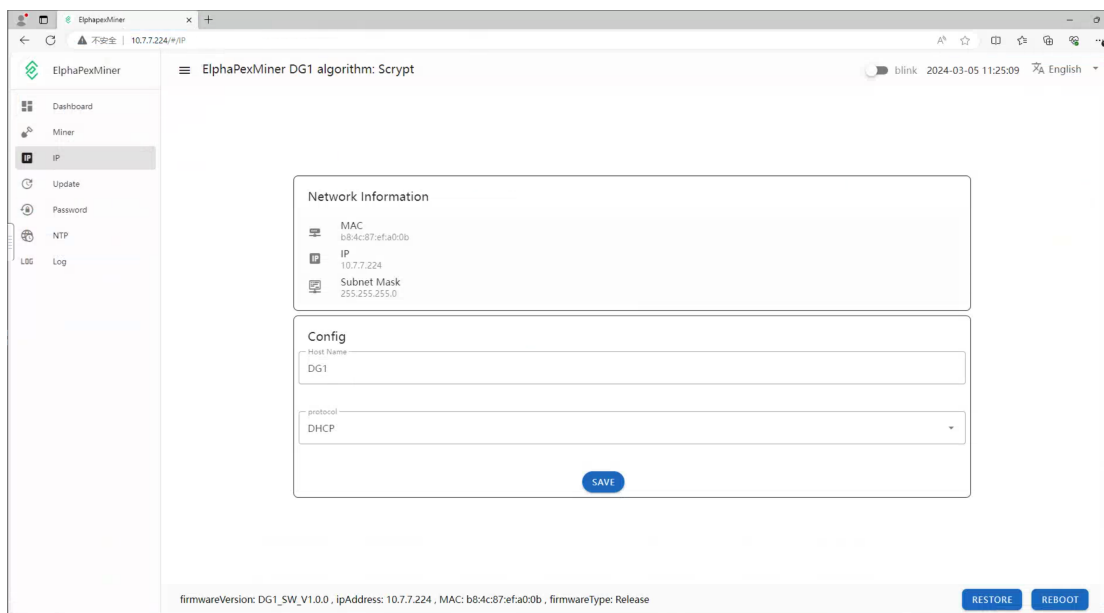 ElphapexMiner
不安全 | 10.7.7.224/#/IP
ElphaPexMiner
ElphaPexMiner DG1 algorithm: Scrypt
blink 2024-03-05 11:25:09 English
Dashboard
Miner
IP
Update
Password
NTP
LOG Log
Network Information
MAC
b8:4c:87:ef:a0:0b
IP
10.7.7.224
Subnet Mask
255.255.255.0
Config
Host Name
DG1
protocol
DHCP
SAVE
firmwareVersion: DG1_SW_V1.0.0 , ipAddress: 10.7.7.224 , MAC: b8:4c:87:ef:a0:0b , firmwareType: Release
RESTORE REBOOT